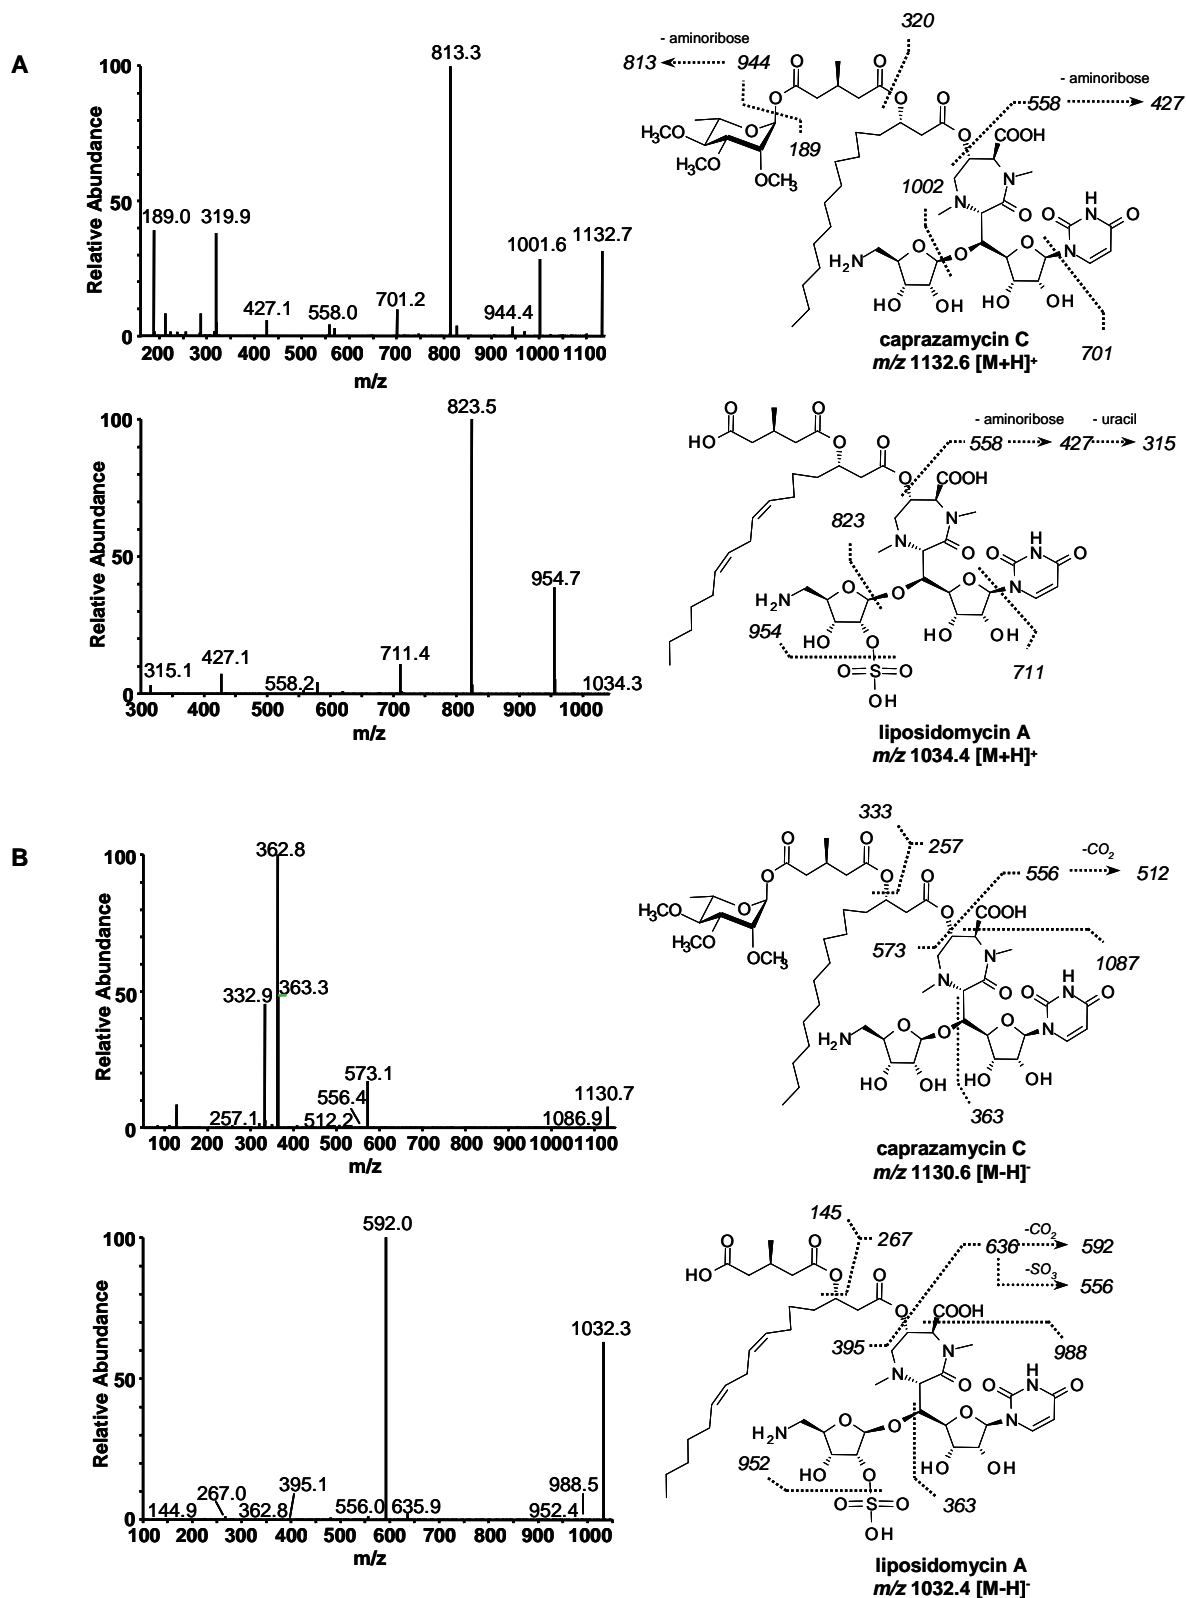 A
Relative Abundance
100
50
0
189.0
319.9
427.1
558.0
701.2
813.3
944.4
1001.6
1132.7
200 300 400 500 600 700 800 900 1000 1100
m/z
- aminoribose
813 944
320
189
- aminoribose
558 427
1002
701
O O O O O
H₃CO
H₃CO
OCH₃
O O
COOH
N N O
H₂N O O O
HO OH HO OH
O NH O
N
caprazamycin C
m/z 1132.6 [M+H]⁺
Relative Abundance
100
50
0
315.1
427.1
558.2
711.4
823.5
954.7
1034.3
300 400 500 600 700 800 900 1000
m/z
- aminoribose - uracil
558 427 315
823
954
711
O O O
HO O O
COOH
N N O
H₂N O O O
HO O HO OH
O=S=O
OH
O NH O
N
liposidomycin A
m/z 1034.4 [M+H]⁺
B
Relative Abundance
100
50
0
257.1
332.9
362.8
363.3
512.2
556.4
573.1
1086.9
1130.7
100 200 300 400 500 600 700 800 900 1000 1100
m/z
333
257
-CO₂
556 512
573
1087
363
O O O O O
H₃CO
H₃CO
OCH₃
O O
COOH
N N O
H₂N O O O
HO OH HO OH
O NH O
N
caprazamycin C
m/z 1130.6 [M-H]⁻
Relative Abundance
100
50
0
144.9
267.0
362.8
395.1
556.0
592.0
635.9
952.4
988.5
1032.3
100 200 300 400 500 600 700 800 900 1000
m/z
145
267
-CO₂
636 592
-SO₃
556
395
988
952
363
O O O
HO O O
COOH
N N O
H₂N O O O
HO O HO OH
O=S=O
OH
O NH O
N
liposidomycin A
m/z 1032.4 [M-H]⁻